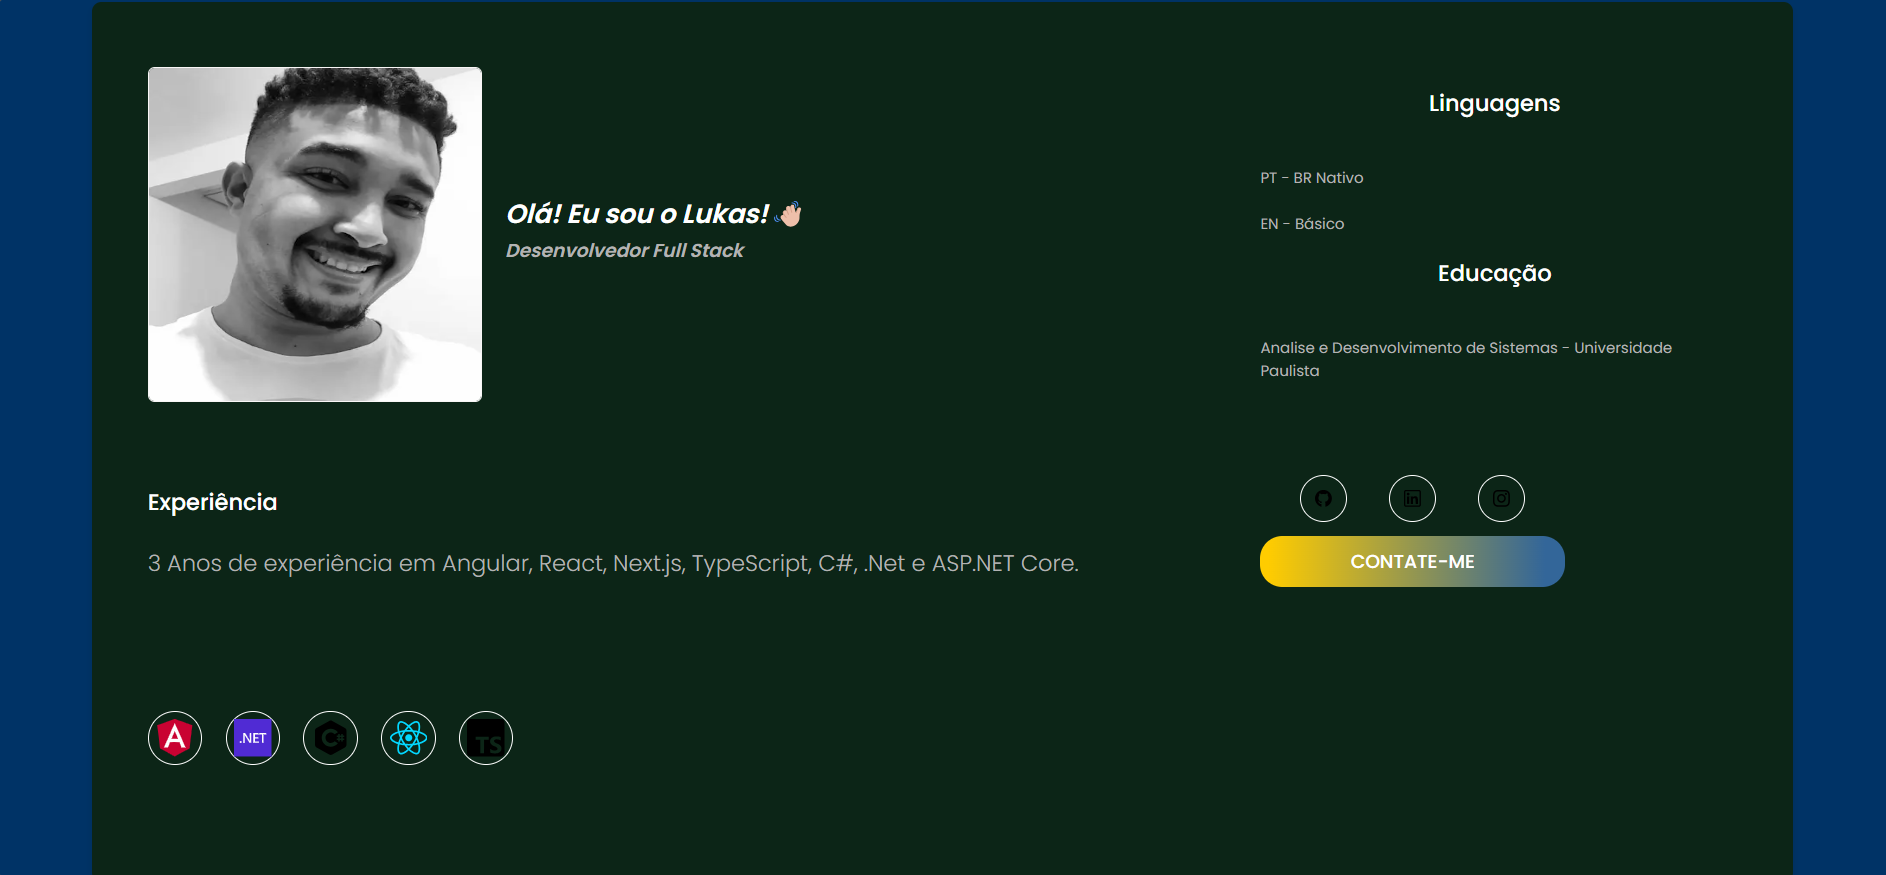 Olá! Eu sou o Lukas! 👋🏼
Desenvolvedor Full Stack
Experiência
3 Anos de experiência em Angular, React, Next.js, TypeScript, C#, .Net e ASP.NET Core.
A
.NET
C#
TS
Linguagens
PT - BR Nativo
EN - Básico
Educação
Analise e Desenvolvimento de Sistemas - Universidade
Paulista
in
CONTATE-ME